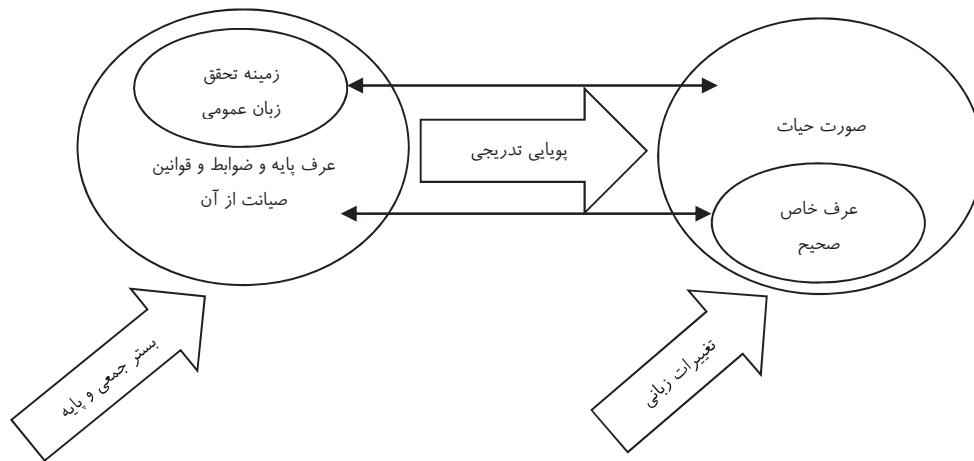 زمینه تحقق
زبان عمومی
عرف پایه و ضوابط و قوانین
صیانت از آن
پویایی تدریجی
صورت حیات
عرف خاص
صحیح
بستر جمعی و پایه
تغییرات زبانی